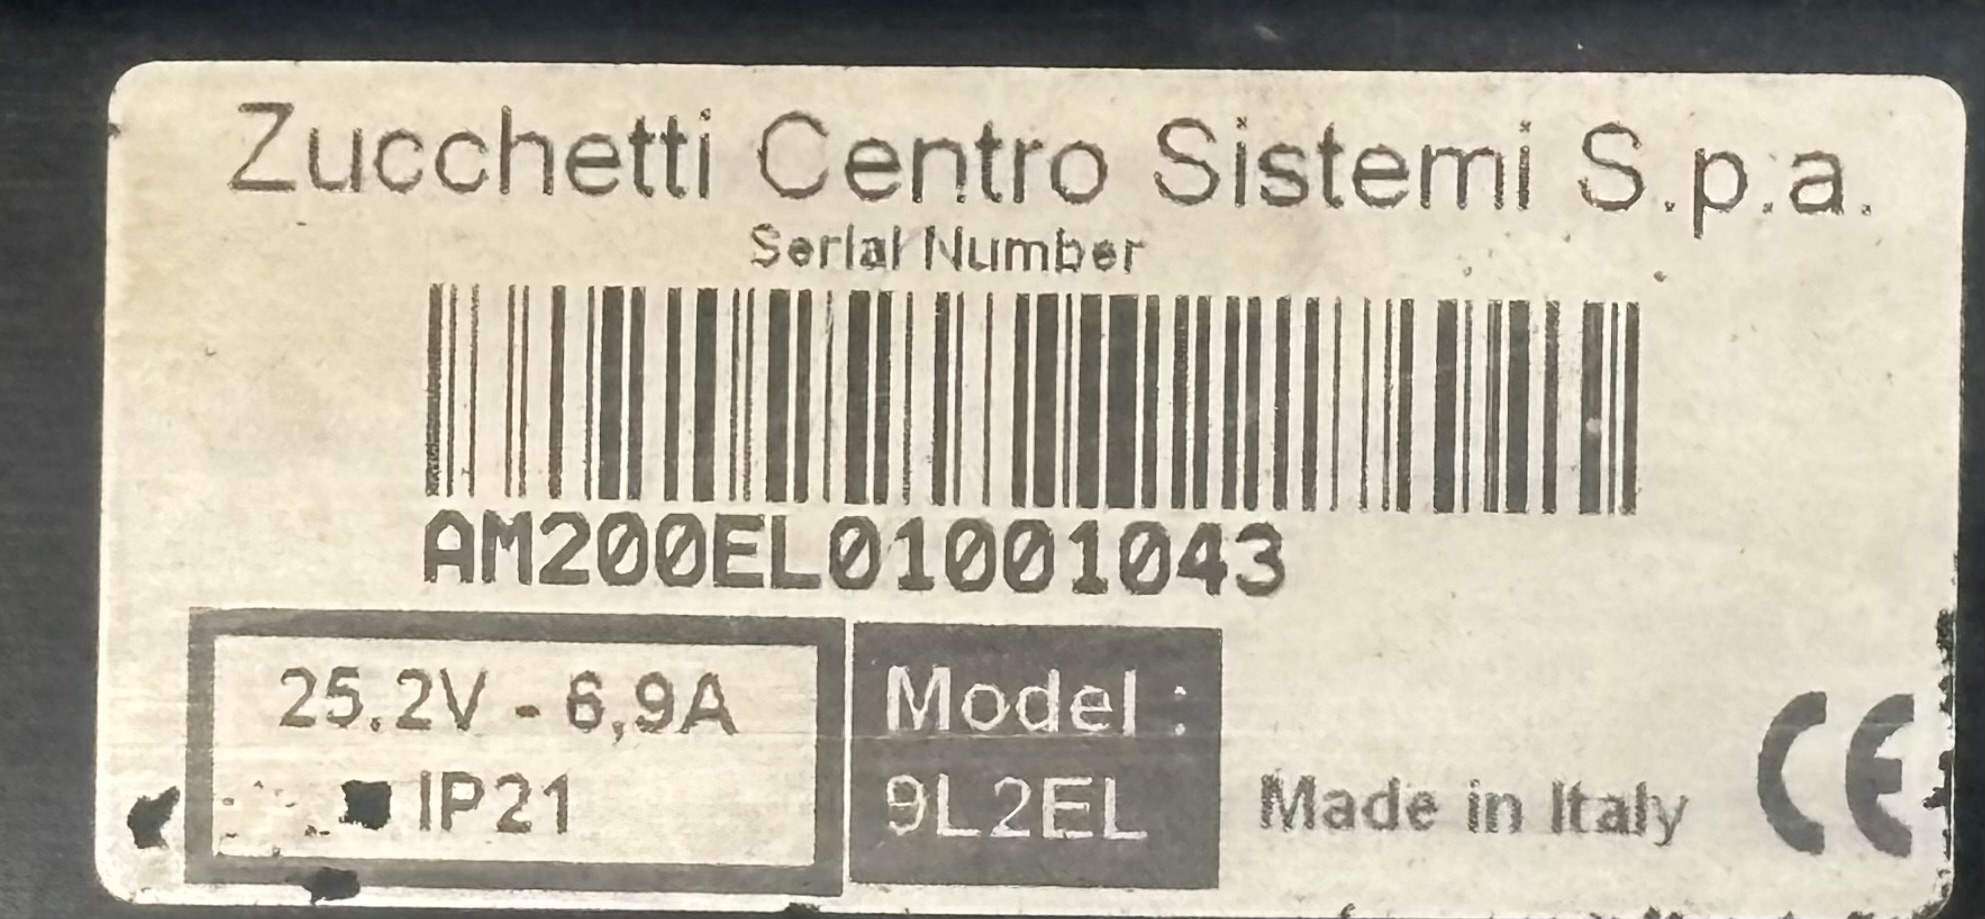 Zucchetti Centro Sistemi S.p.a.
Serial Number
AM200EL01001043
25.2V - 6,9A
IP21
Model :
9L2EL
Made in Italy
CE